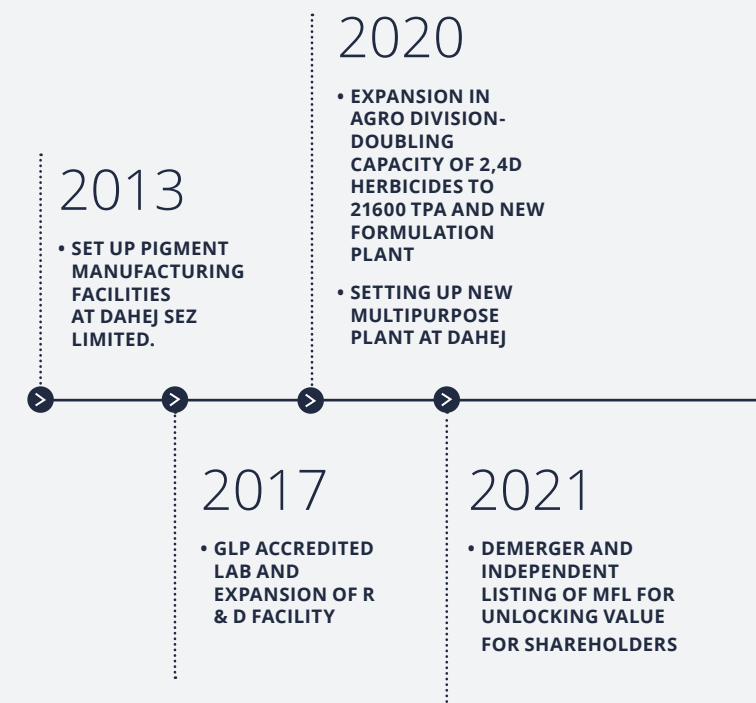 2013
• SET UP PIGMENT
MANUFACTURING
FACILITIES
AT DAHEJ SEZ
LIMITED.
2017
• GLP ACCREDITED
LAB AND
EXPANSION OF R
& D FACILITY
2020
• EXPANSION IN
AGRO DIVISION-
DOUBLING
CAPACITY OF 2,4D
HERBICIDES TO
21600 TPA AND NEW
FORMULATION
PLANT
• SETTING UP NEW
MULTIPURPOSE
PLANT AT DAHEJ
2021
• DEMERGER AND
INDEPENDENT
LISTING OF MFL FOR
UNLOCKING VALUE
FOR SHAREHOLDERS